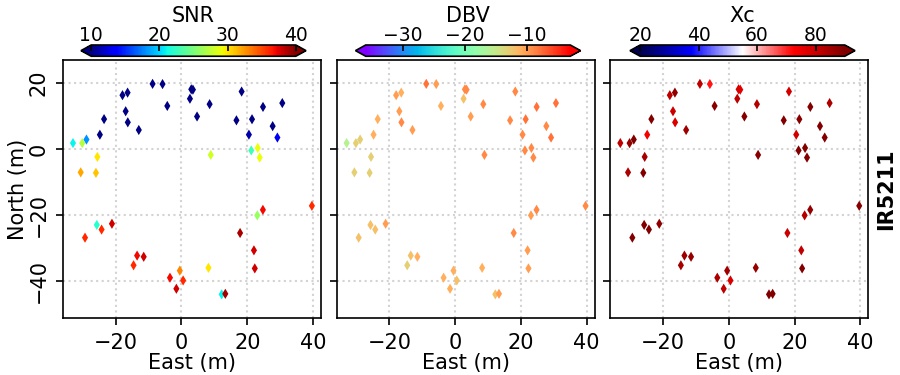 SNR DBV Xc
10 20 30 40 −30 −20 −10 20 40 60 80
20
0
−20
−40
North (m)
IR5211
−20 0 20 40 −20 0 20 40 −20 0 20 40
East (m) East (m) East (m)